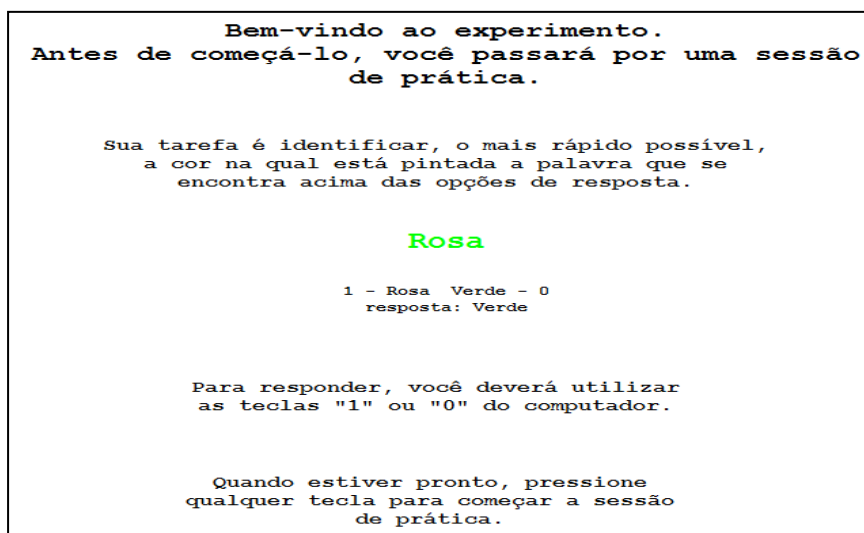 Bem-vindo ao experimento.
Antes de começá-lo, você passará por uma sessão
de prática.
Sua tarefa é identificar, o mais rápido possível,
a cor na qual está pintada a palavra que se
encontra acima das opções de resposta.
Rosa
1 - Rosa  Verde - 0
resposta: Verde
Para responder, você deverá utilizar
as teclas "1" ou "0" do computador.
Quando estiver pronto, pressione
qualquer tecla para começar a sessão
de prática.